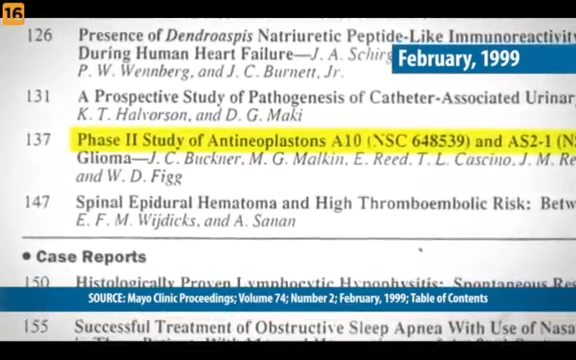 16
126 Presence of Dendroaspis Natriuretic Peptide-Like Immunoreactivity
During Human Heart Failure—J. A. Schirg
P. W. Wennberg, and J. C. Burnett, Jr.
February, 1999
131 A Prospective Study of Pathogenesis of Catheter-Associated Urinar
K. T. Halvorson, and D. G. Maki
137 Phase II Study of Antineoplastons A10 (NSC 648539) and AS2-1 (N
Glioma—J. C. Buckner, M. G. Malkin, E. Reed, T. L. Cascino, J. M. Re
and W. D. Figg
147 Spinal Epidural Hematoma and High Thromboembolic Risk: Betw
E. F. M. Wijdicks, and A. Sanan
• Case Reports
150 Histologically Proven Lymphocytic Hypophysitis: Spontaneous Res
SOURCE: Mayo Clinic Proceedings; Volume 74; Number 2; February, 1999; Table of Contents
155 Successful Treatment of Obstructive Sleep Apnea With Use of Nasa